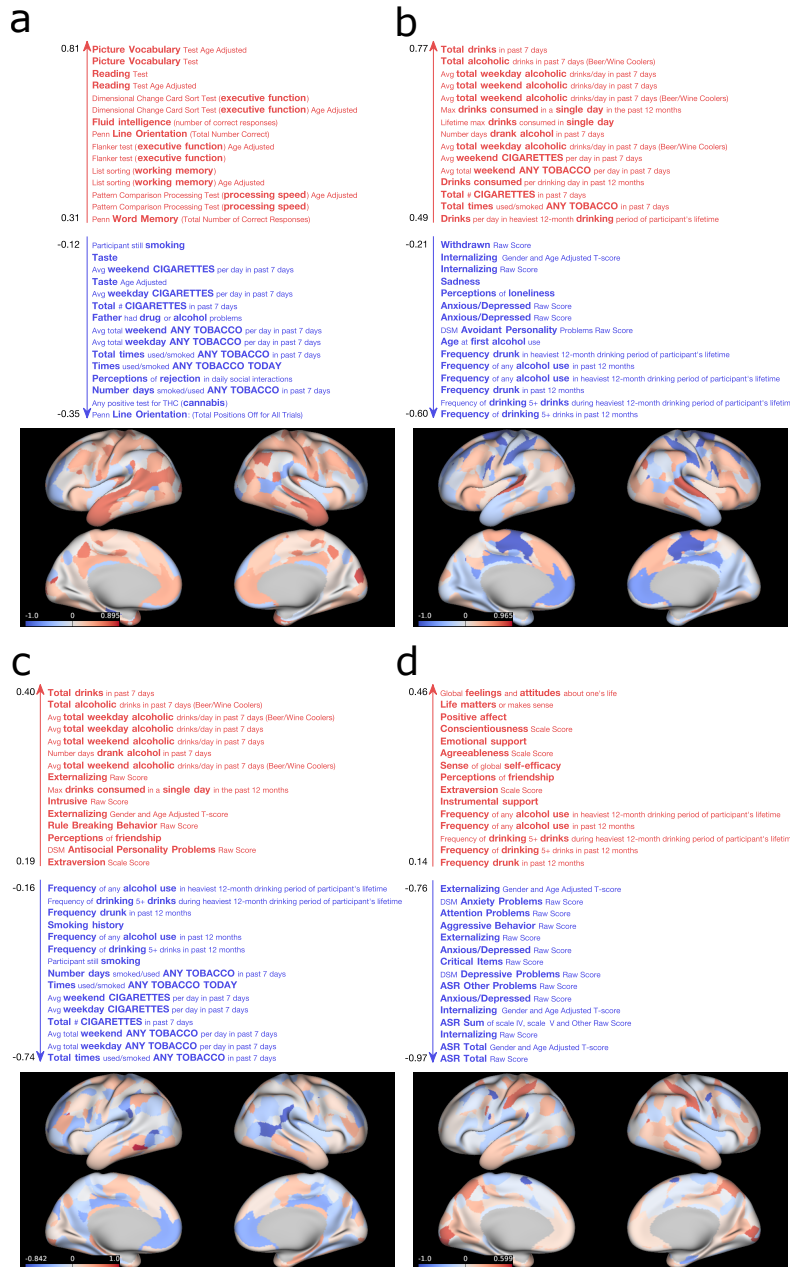 a
0.81
Picture Vocabulary Test Age Adjusted
Picture Vocabulary Test
Reading Test
Reading Test Age Adjusted
Dimensional Change Card Sort Test (executive function)
Dimensional Change Card Sort Test (executive function) Age Adjusted
Fluid intelligence (number of correct responses)
Penn Line Orientation (Total Number Correct)
Flanker test (executive function) Age Adjusted
Flanker test (executive function)
List sorting (working memory)
List sorting (working memory) Age Adjusted
Pattern Comparison Processing Test (processing speed) Age Adjusted
Pattern Comparison Processing Test (processing speed)
0.31 Penn Word Memory (Total Number of Correct Responses)
-0.12 Participant still smoking
Taste
Avg weekend CIGARETTES per day in past 7 days
Taste Age Adjusted
Avg weekday CIGARETTES per day in past 7 days
Total # CIGARETTES in past 7 days
Father had drug or alcohol problems
Avg total weekend ANY TOBACCO per day in past 7 days
Avg total weekday ANY TOBACCO per day in past 7 days
Total times used/smoked ANY TOBACCO in past 7 days
Times used/smoked ANY TOBACCO TODAY
Perceptions of rejection in daily social interactions
Number days smoked/used ANY TOBACCO in past 7 days
Any positive test for THC (cannabis)
-0.35 Penn Line Orientation: (Total Positions Off for All Trials)
-1.0 0 0.895
b
0.77 Total drinks in past 7 days
Total alcoholic drinks in past 7 days (Beer/Wine Coolers)
Avg total weekday alcoholic drinks/day in past 7 days
Avg total weekend alcoholic drinks/day in past 7 days
Avg total weekend alcoholic drinks/day in past 7 days (Beer/Wine Coolers)
Max drinks consumed in a single day in the past 12 months
Lifetime max drinks consumed in single day
Number days drank alcohol in past 7 days
Avg total weekday alcoholic drinks/day in past 7 days (Beer/Wine Coolers)
Avg weekend CIGARETTES per day in past 7 days
Avg total weekend ANY TOBACCO per day in past 7 days
Drinks consumed per drinking day in past 12 months
Total # CIGARETTES in past 7 days
Total times used/smoked ANY TOBACCO in past 7 days
0.49 Drinks per day in heaviest 12-month drinking period of participant's lifetime
-0.21 Withdrawn Raw Score
Internalizing Gender and Age Adjusted T-score
Internalizing Raw Score
Sadness
Perceptions of loneliness
Anxious/Depressed Raw Score
Anxious/Depressed Raw Score
DSM Avoidant Personality Problems Raw Score
Age at first alcohol use
Frequency drunk in heaviest 12-month drinking period of participant's lifetime
Frequency of any alcohol use in past 12 months
Frequency of any alcohol use in heaviest 12-month drinking period of participant's lifetime
Frequency drunk in past 12 months
Frequency of drinking 5+ drinks during heaviest 12-month drinking period of participant's lifetime
-0.60 Frequency of drinking 5+ drinks in past 12 months
-1.0 0 0.965
c
0.40 Total drinks in past 7 days
Total alcoholic drinks in past 7 days (Beer/Wine Coolers)
Avg total weekday alcoholic drinks/day in past 7 days (Beer/Wine Coolers)
Avg total weekday alcoholic drinks/day in past 7 days
Avg total weekend alcoholic drinks/day in past 7 days
Number days drank alcohol in past 7 days
Avg total weekend alcoholic drinks/day in past 7 days (Beer/Wine Coolers)
Externalizing Raw Score
Max drinks consumed in a single day in the past 12 months
Intrusive Raw Score
Externalizing Gender and Age Adjusted T-score
Rule Breaking Behavior Raw Score
Perceptions of friendship
DSM Antisocial Personality Problems Raw Score
0.19 Extraversion Scale Score
-0.16 Frequency of any alcohol use in heaviest 12-month drinking period of participant's lifetime
Frequency of drinking 5+ drinks during heaviest 12-month drinking period of participant's lifetime
Frequency drunk in past 12 months
Smoking history
Frequency of any alcohol use in past 12 months
Frequency of drinking 5+ drinks in past 12 months
Participant still smoking
Number days smoked/used ANY TOBACCO in past 7 days
Times used/smoked ANY TOBACCO TODAY
Avg weekend CIGARETTES per day in past 7 days
Avg weekday CIGARETTES per day in past 7 days
Total # CIGARETTES in past 7 days
Avg total weekend ANY TOBACCO per day in past 7 days
Avg total weekday ANY TOBACCO per day in past 7 days
-0.74 Total times used/smoked ANY TOBACCO in past 7 days
-0.842 0 1.0
d
0.46 Global feelings and attitudes about one's life
Life matters or makes sense
Positive affect
Conscientiousness Scale Score
Emotional support
Agreeableness Scale Score
Sense of global self-efficacy
Perceptions of friendship
Extraversion Scale Score
Instrumental support
Frequency of any alcohol use in heaviest 12-month drinking period of participant's lifetime
Frequency of any alcohol use in past 12 months
Frequency of drinking 5+ drinks during heaviest 12-month drinking period of participant's lifetim
Frequency of drinking 5+ drinks in past 12 months
0.14 Frequency drunk in past 12 months
-0.76 Externalizing Gender and Age Adjusted T-score
DSM Anxiety Problems Raw Score
Attention Problems Raw Score
Aggressive Behavior Raw Score
Externalizing Raw Score
Anxious/Depressed Raw Score
Critical Items Raw Score
DSM Depressive Problems Raw Score
ASR Other Problems Raw Score
Anxious/Depressed Raw Score
Internalizing Gender and Age Adjusted T-score
ASR Sum of scale IV, scale V and Other Raw Score
Internalizing Raw Score
ASR Total Gender and Age Adjusted T-score
-0.97 ASR Total Raw Score
-1.0 0 0.599